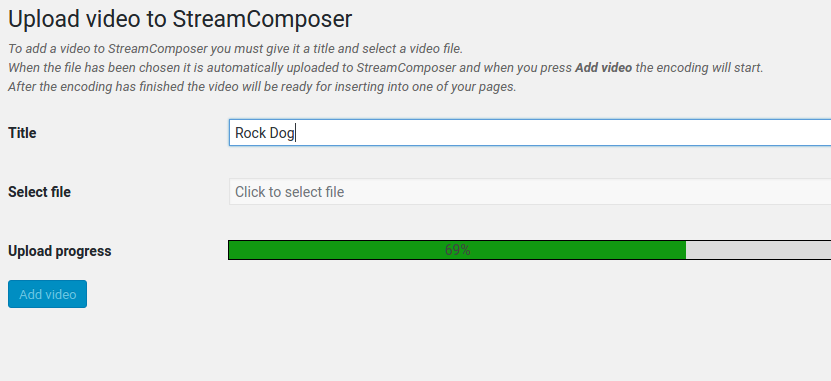 Upload video to StreamComposer
To add a video to StreamComposer you must give it a title and select a video file.
When the file has been chosen it is automatically uploaded to StreamComposer and when you press Add video the encoding will start.
After the encoding has finished the video will be ready for inserting into one of your pages.
Title
Rock Dog
Select file
Click to select file
Upload progress
69%
Add video